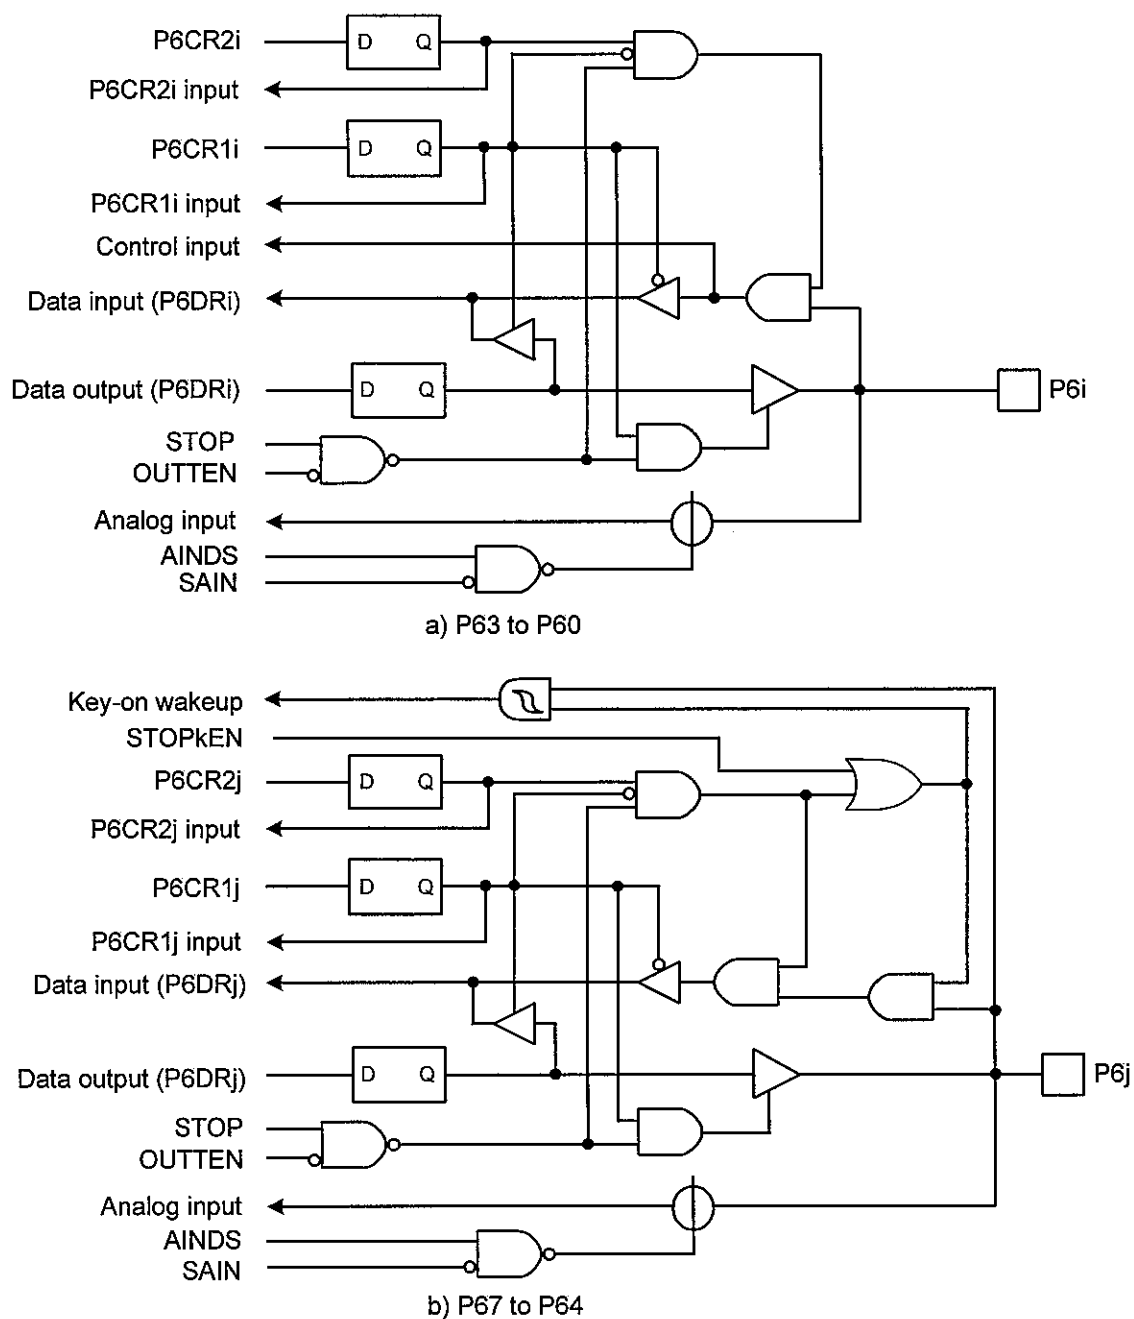 P6CR2i
D Q
P6CR2i input
P6CR1i
D Q
P6CR1i input
Control input
Data input (P6DRi)
Data output (P6DRi)
D Q
P6i
STOP
OUTTEN
Analog input
AINDS
SAIN
a) P63 to P60
Key-on wakeup
STOPkEN
P6CR2j
D Q
P6CR2j input
P6CR1j
D Q
P6CR1j input
Data input (P6DRj)
Data output (P6DRj)
D Q
P6j
STOP
OUTTEN
Analog input
AINDS
SAIN
b) P67 to P64